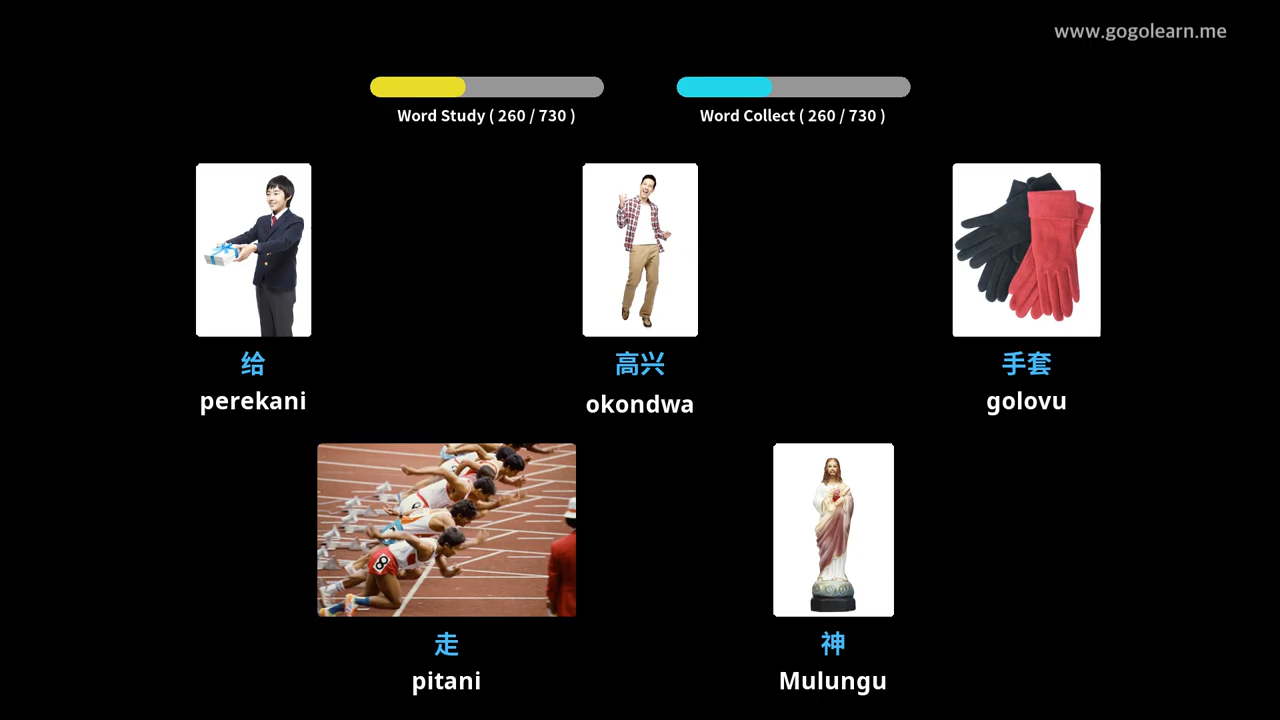 www.gogolearn.me
Word Study ( 260 / 730 )
Word Collect ( 260 / 730 )
给
perekani
高兴
okondwa
手套
golovu
走
pitani
神
Mulungu